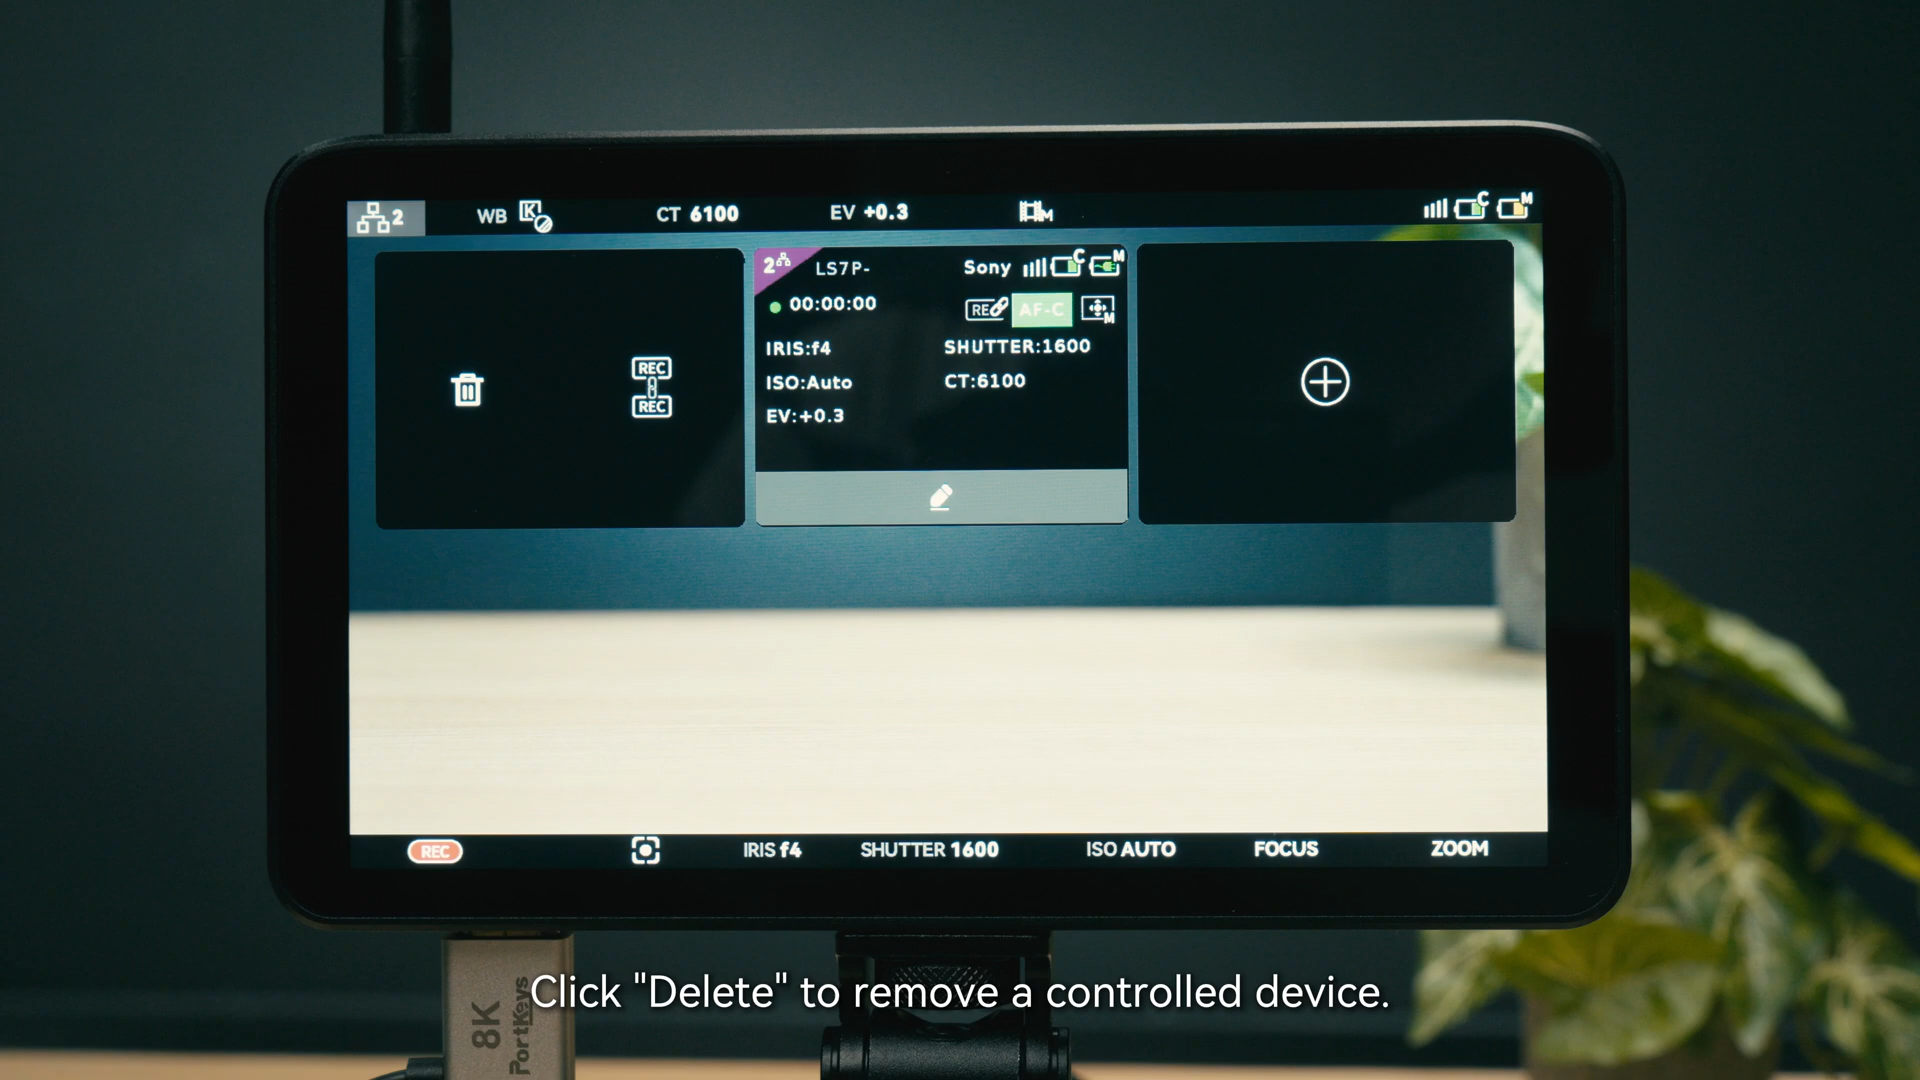 2 WB K CT 6100 EV +0.3 M C M
2 LS7P- Sony C M
00:00:00 REC AF-C M
IRIS:f4 SHUTTER:1600
ISO:Auto CT:6100
EV:+0.3
REC
REC
REC IRIS f4 SHUTTER 1600 ISO AUTO FOCUS ZOOM
8K
PortKeys
Click "Delete" to remove a controlled device.